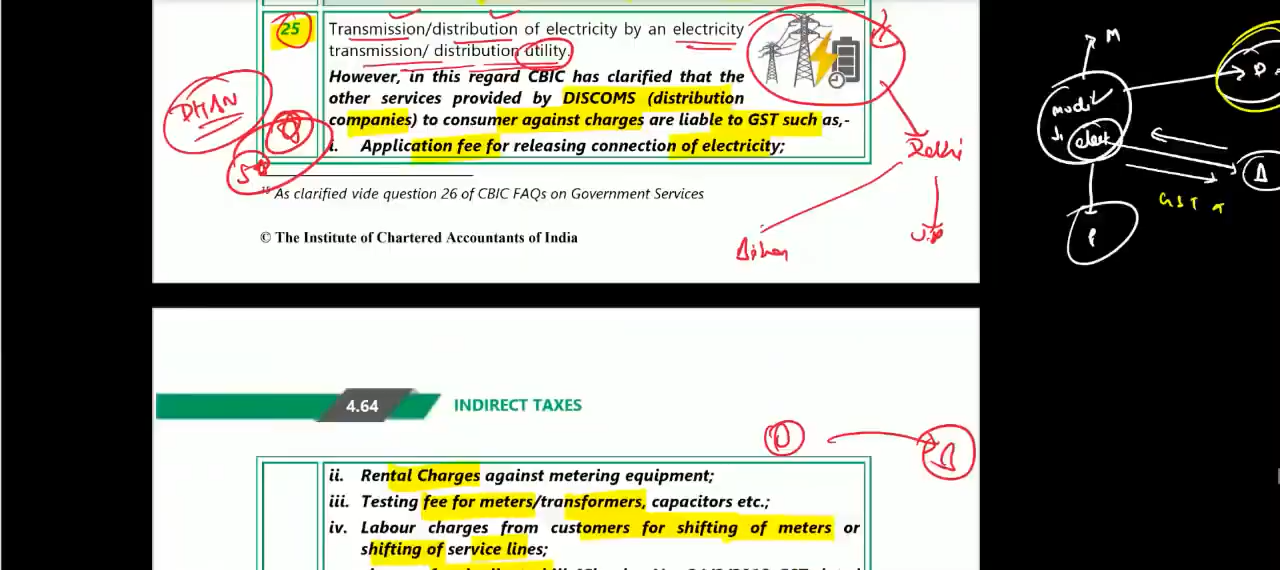 25
Transmission/distribution of electricity by an electricity
transmission/ distribution utility.
However, in this regard CBIC has clarified that the
other services provided by DISCOMS (distribution
companies) to consumer against charges are liable to GST such as,-
i. Application fee for releasing connection of electricity;
As clarified vide question 26 of CBIC FAQs on Government Services
© The Institute of Chartered Accountants of India
DHAN
Delhi
U.P
M
elect
GST
P
4.64 INDIRECT TAXES
ii. Rental Charges against metering equipment;
iii. Testing fee for meters/transformers, capacitors etc.;
iv. Labour charges from customers for shifting of meters or
shifting of service lines;